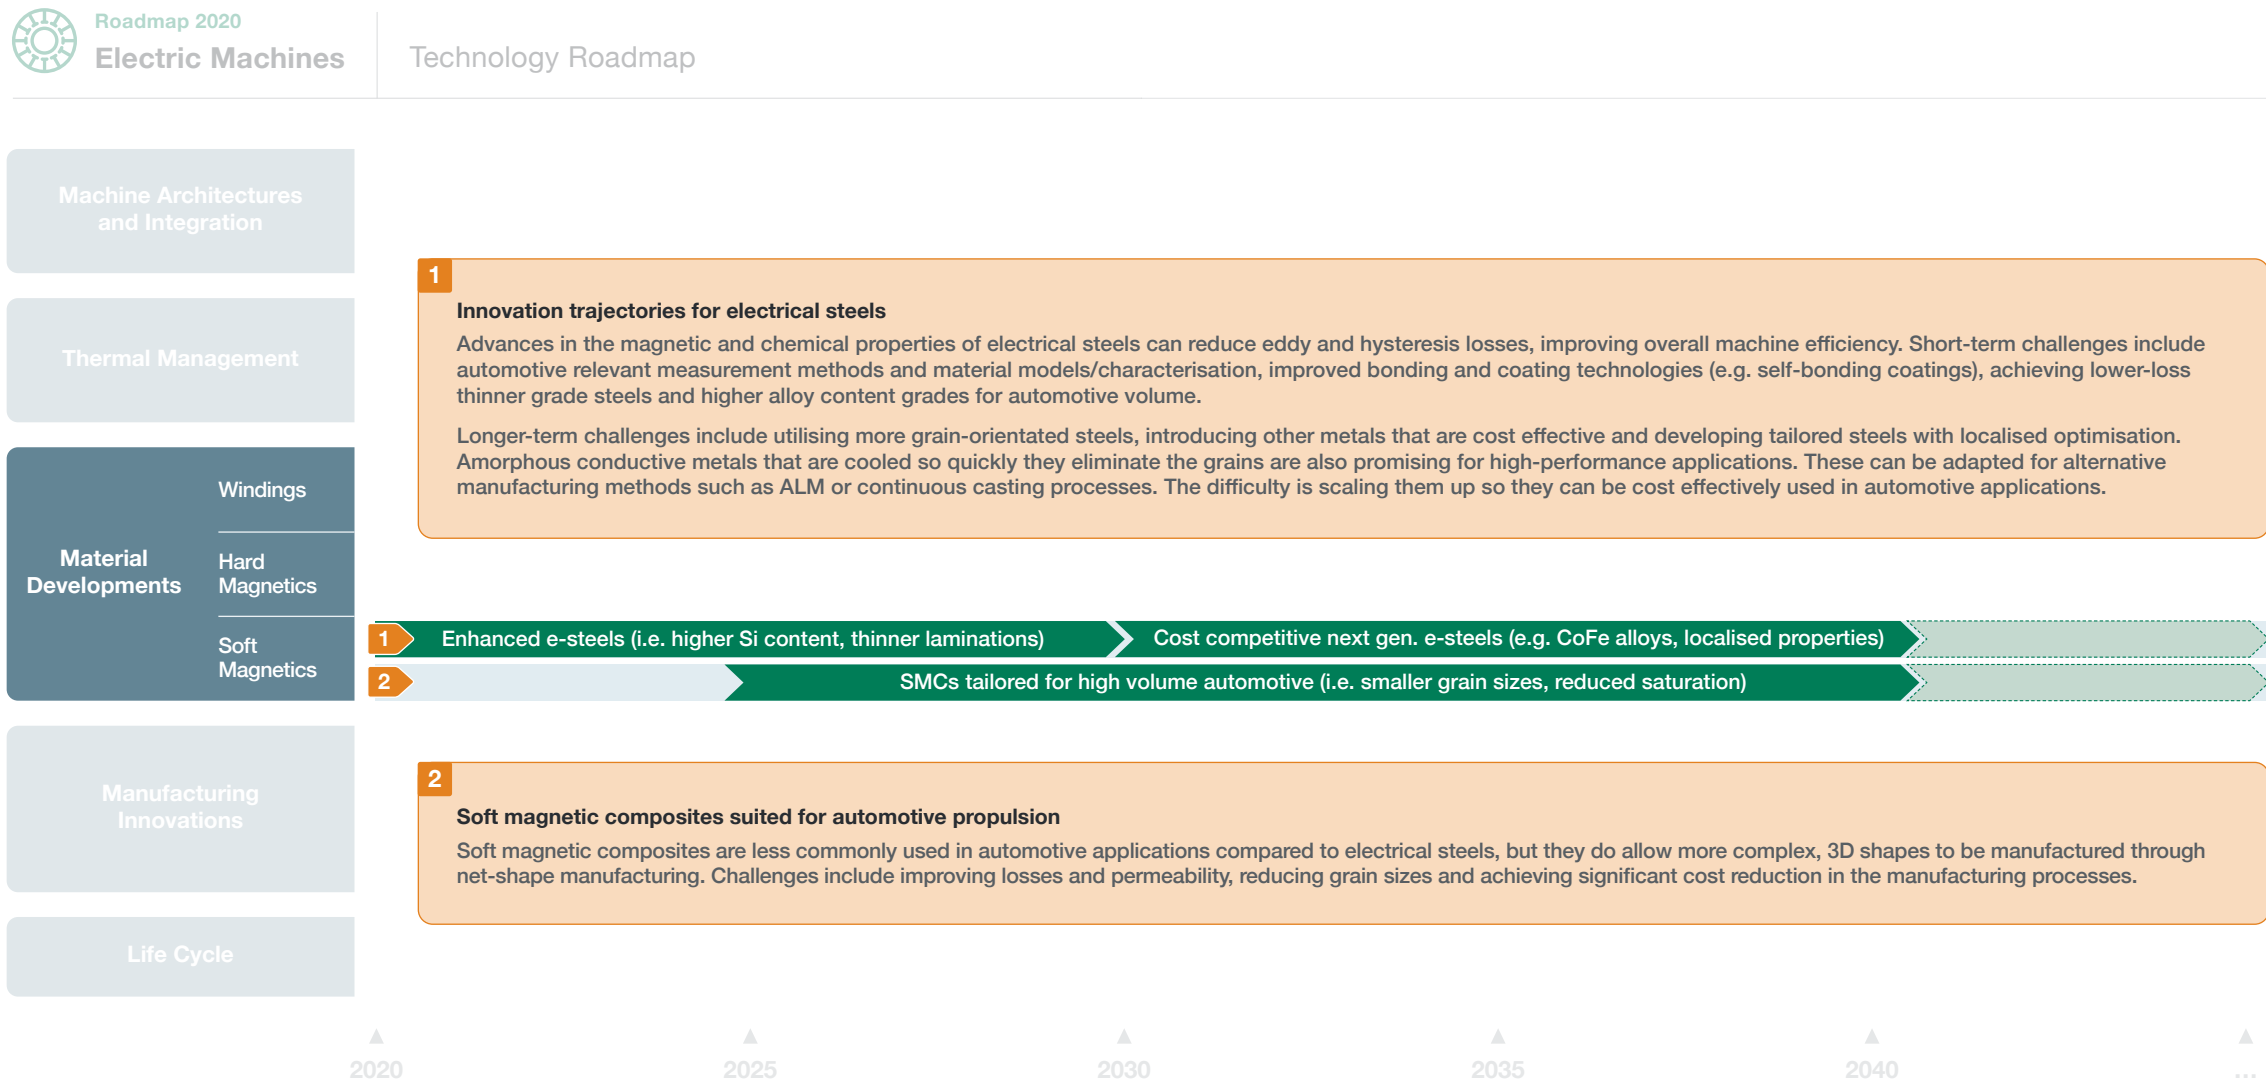 Roadmap 2020
Electric Machines
Technology Roadmap
Machine Architectures
and Integration
Thermal Management
Material
Developments
Windings
Hard
Magnetics
Soft
Magnetics
Manufacturing
Innovations
Life Cycle
1
Innovation trajectories for electrical steels
Advances in the magnetic and chemical properties of electrical steels can reduce eddy and hysteresis losses, improving overall machine efficiency. Short-term challenges include
automotive relevant measurement methods and material models/characterisation, improved bonding and coating technologies (e.g. self-bonding coatings), achieving lower-loss
thinner grade steels and higher alloy content grades for automotive volume.
Longer-term challenges include utilising more grain-orientated steels, introducing other metals that are cost effective and developing tailored steels with localised optimisation.
Amorphous conductive metals that are cooled so quickly they eliminate the grains are also promising for high-performance applications. These can be adapted for alternative
manufacturing methods such as ALM or continuous casting processes. The difficulty is scaling them up so they can be cost effectively used in automotive applications.
1
Enhanced e-steels (i.e. higher Si content, thinner laminations)
Cost competitive next gen. e-steels (e.g. CoFe alloys, localised properties)
2
SMCs tailored for high volume automotive (i.e. smaller grain sizes, reduced saturation)
2
Soft magnetic composites suited for automotive propulsion
Soft magnetic composites are less commonly used in automotive applications compared to electrical steels, but they do allow more complex, 3D shapes to be manufactured through
net-shape manufacturing. Challenges include improving losses and permeability, reducing grain sizes and achieving significant cost reduction in the manufacturing processes.
2020
2025
2030
2035
2040
...